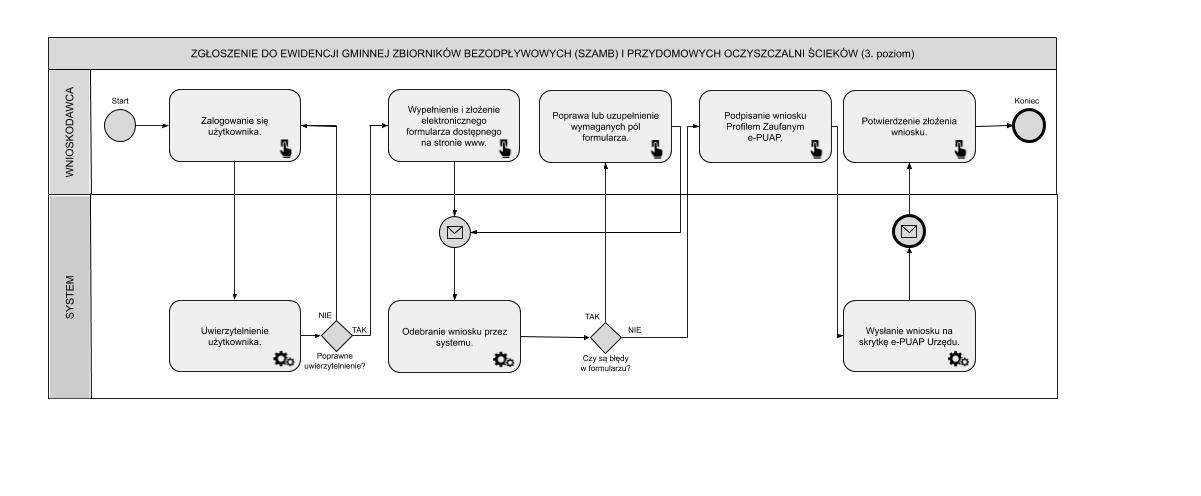 ZGŁOSZENIE DO EWIDENCJI GMINNEJ ZBIORNIKÓW BEZODPŁYWOWYCH (SZAMB) I PRZYDOMOWYCH OCZYSZCZALNI ŚCIEKÓW (3. poziom)
WNIOSKODAWCA
Start
Zalogowanie się
użytkownika.
Wypełnienie i złożenie
elektronicznego
formularza dostępnego
na stronie www.
Poprawa lub uzupełnienie
wymaganych pól
formularza.
Podpisanie wniosku
Profilem Zaufanym
e-PUAP.
Potwierdzenie złożenia
wniosku.
Koniec
SYSTEM
Uwierzytelnienie
użytkownika.
NIE
TAK
Poprawne
uwierzytelnienie?
Odebranie wniosku przez
systemu.
TAK
NIE
Czy są błędy
w formularzu?
Wysłanie wniosku na
skrytkę e-PUAP Urzędu.